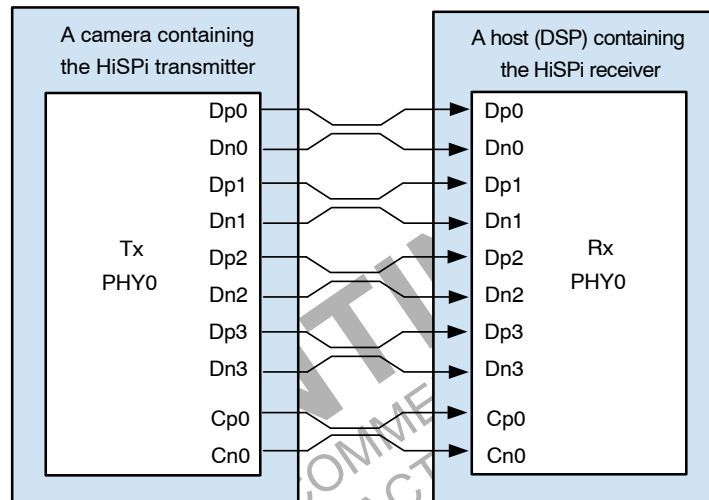 A camera containing
the HiSPi transmitter
Tx
PHY0
Dp0
Dn0
Dp1
Dn1
Dp2
Dn2
Dp3
Dn3
Cp0
Cn0
A host (DSP) containing
the HiSPi receiver
Dp0
Dn0
Dp1
Dn1
Dp2
Dn2
Dp3
Dn3
Cp0
Cn0
Rx
PHY0